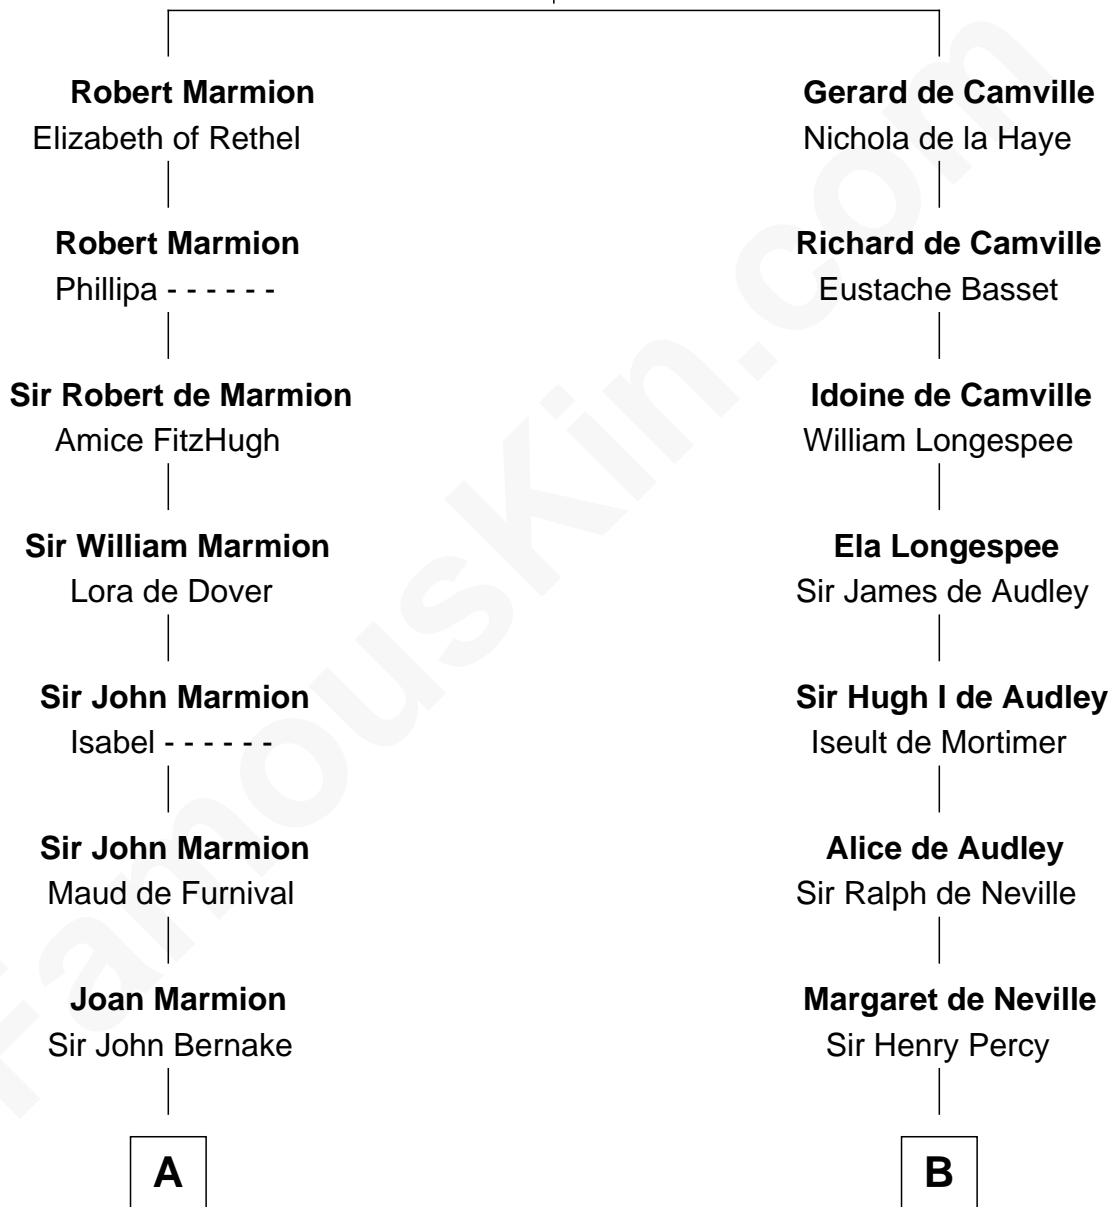 Robert Marmion
Elizabeth of Rethel
Robert Marmion
Phillipa - - - - - -
Sir Robert de Marmion
Amice FitzHugh
Sir William Marmion
Lora de Dover
Sir John Marmion
Isabel - - - - - -
Sir John Marmion
Maud de Furnival
Joan Marmion
Sir John Bernake
A
Gerard de Camville
Nichola de la Haye
Richard de Camville
Eustache Basset
Idoine de Camville
William Longespee
Ela Longespee
Sir James de Audley
Sir Hugh I de Audley
Iseult de Mortimer
Alice de Audley
Sir Ralph de Neville
Margaret de Neville
Sir Henry Percy
B
FamousKin.com